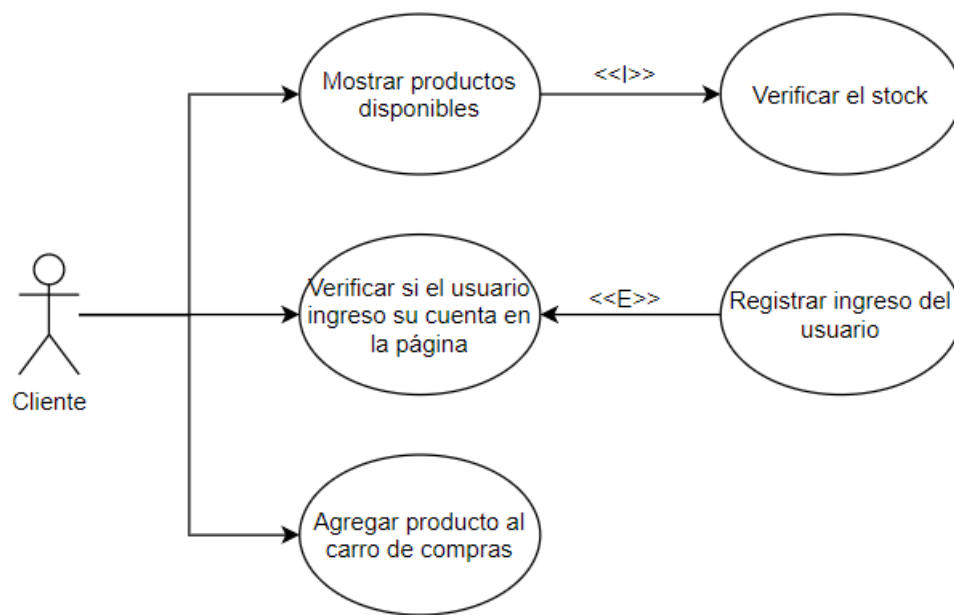 Mostrar productos
disponibles
<<I>>
Verificar el stock
Verificar si el usuario
ingreso su cuenta en
la página
<<E>>
Registrar ingreso del
usuario
Cliente
Agregar producto al
carro de compras